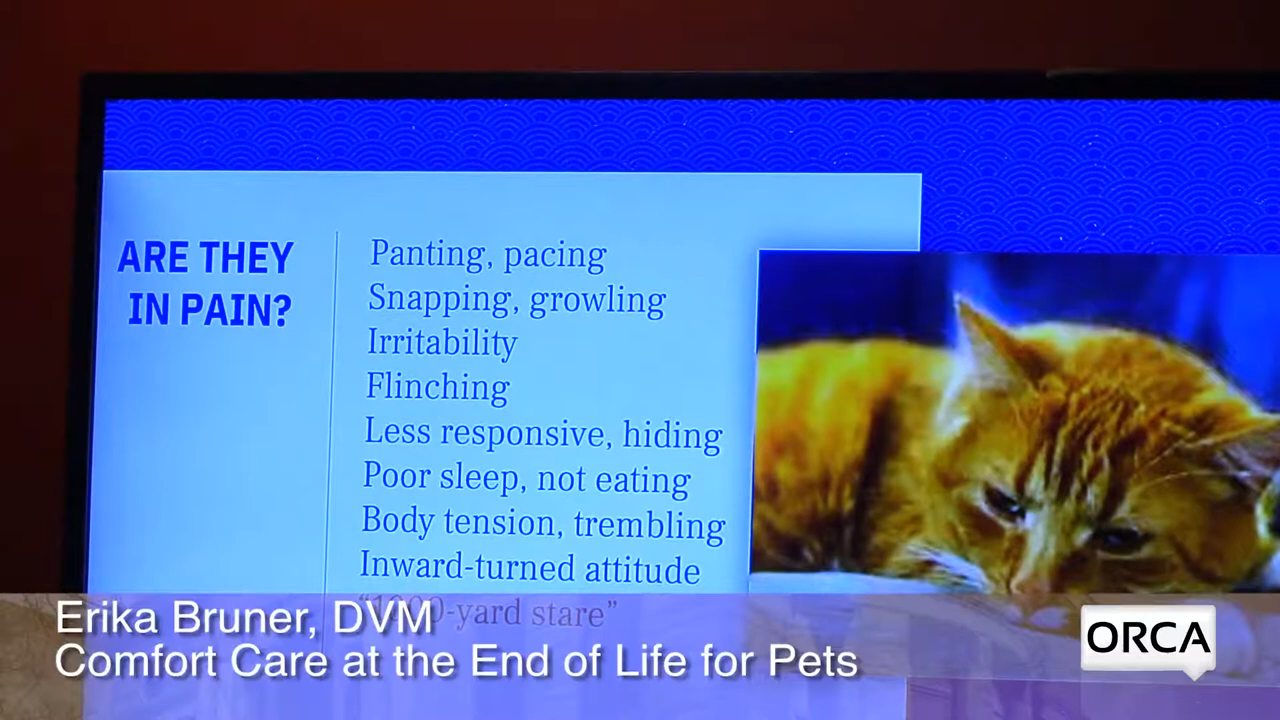 ARE THEY
IN PAIN?
Panting, pacing
Snapping, growling
Irritability
Flinching
Less responsive, hiding
Poor sleep, not eating
Body tension, trembling
Inward-turned attitude
“1000-yard stare”
Erika Bruner, DVM
Comfort Care at the End of Life for Pets
ORCA